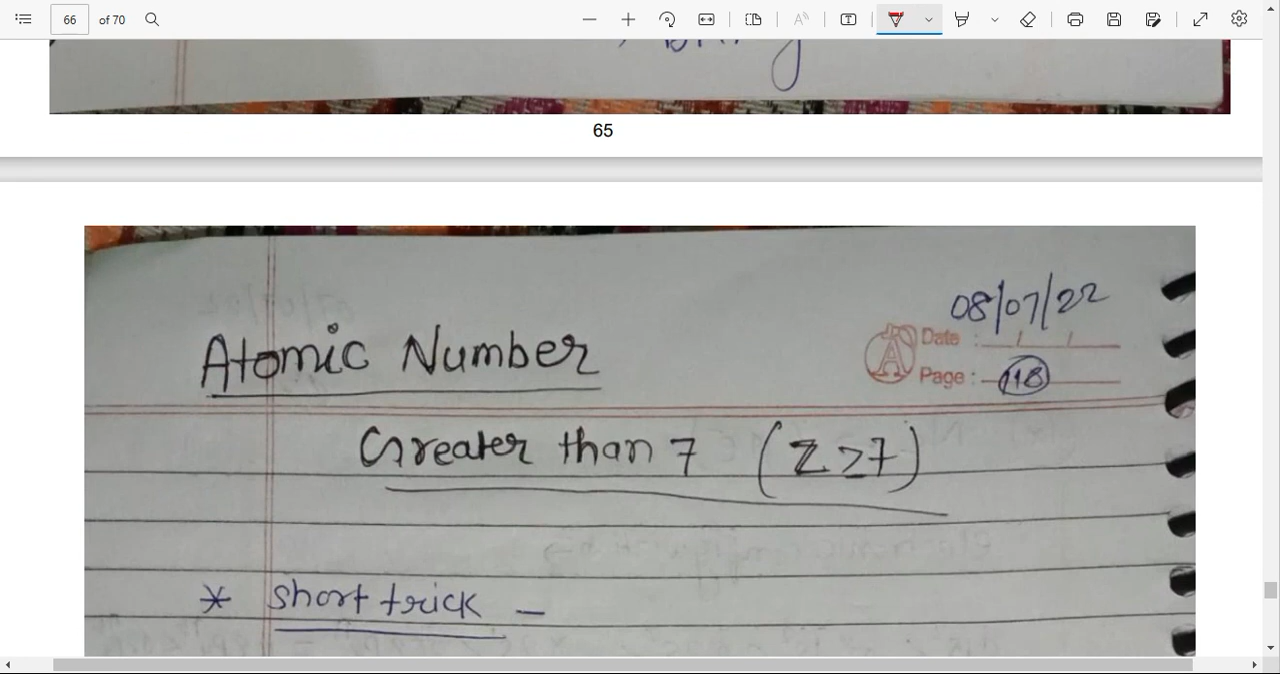 66 of 70
65
08/07/22
Atomic Number
Date : / /
Page : 118
Greater than 7 (Z>7)
* short trick -